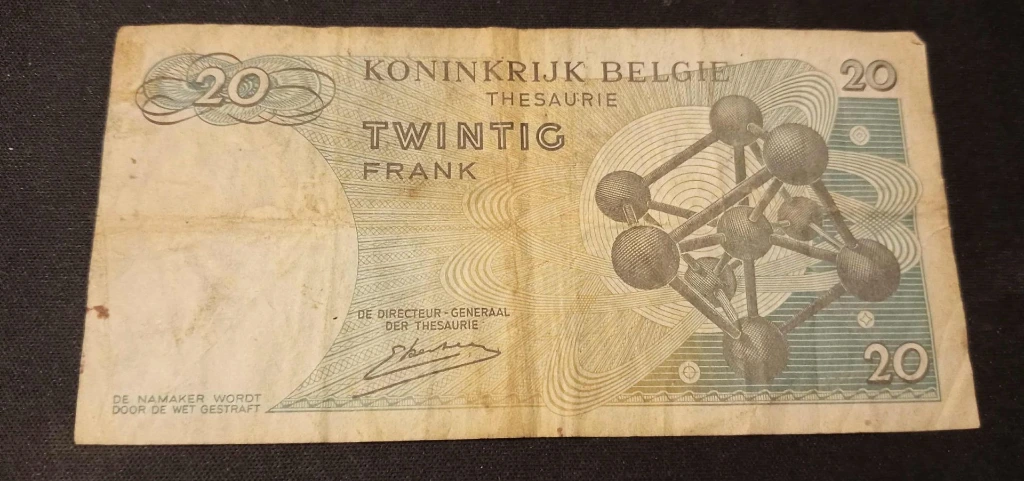 20
KONINKRIJK BELGIE
20
THESAURIE
TWINTIG
FRANK
DE DIRECTEUR-GENERAAL
DER THESAURIE
20
DE NAMAKER WORDT
DOOR DE WET GESTRAFT